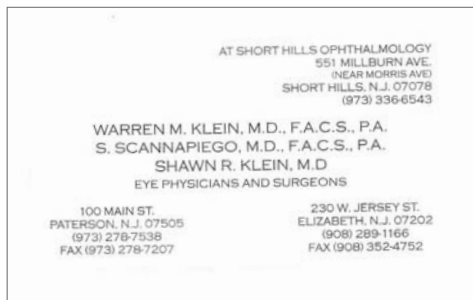 AT SHORT HILLS OPHTHALMOLOGY
551 MILLBURN AVE.
(NEAR MORRIS AVE)
SHORT HILLS, N.J. 07078
(973) 336-6543
WARREN M. KLEIN, M.D., F.A.C.S., P.A.
S. SCANNAPIEGO, M.D., F.A.C.S., P.A.
SHAWN R. KLEIN, M.D
EYE PHYSICIANS AND SURGEONS
100 MAIN ST.
PATERSON, N.J. 07505
(973) 278-7538
FAX (973) 278-7207
230 W. JERSEY ST.
ELIZABETH, N.J. 07202
(908) 289-1166
FAX (908) 352-4752